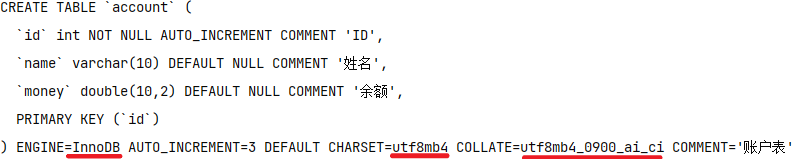 CREATE TABLE `account` (
`id` int NOT NULL AUTO_INCREMENT COMMENT 'ID',
`name` varchar(10) DEFAULT NULL COMMENT '姓名',
`money` double(10,2) DEFAULT NULL COMMENT '余额',
PRIMARY KEY (`id`)
) ENGINE=InnoDB AUTO_INCREMENT=3 DEFAULT CHARSET=utf8mb4 COLLATE=utf8mb4_0900_ai_ci COMMENT='账户表'